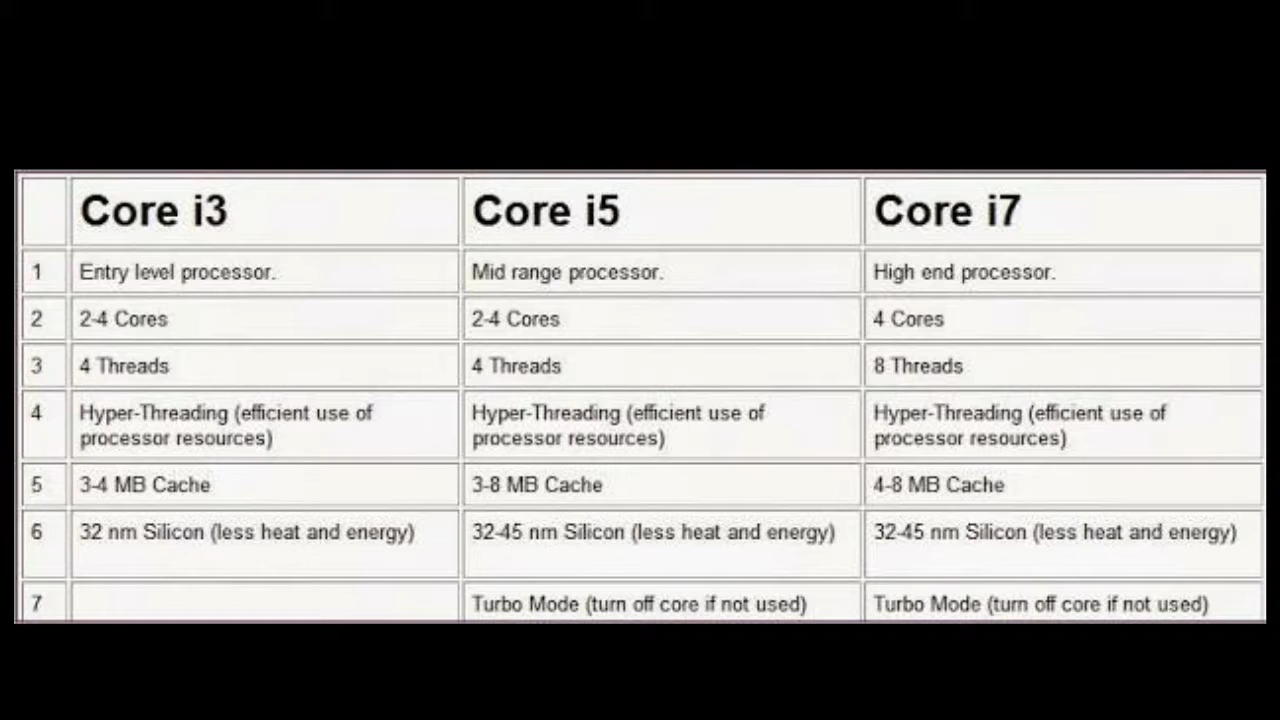 Core i3 Core i5 Core i7
1 Entry level processor. Mid range processor. High end processor.
2 2-4 Cores 2-4 Cores 4 Cores
3 4 Threads 4 Threads 8 Threads
4 Hyper-Threading (efficient use of Hyper-Threading (efficient use of Hyper-Threading (efficient use of
processor resources) processor resources) processor resources)
5 3-4 MB Cache 3-8 MB Cache 4-8 MB Cache
6 32 nm Silicon (less heat and energy) 32-45 nm Silicon (less heat and energy) 32-45 nm Silicon (less heat and energy)
7 Turbo Mode (turn off core if not used) Turbo Mode (turn off core if not used)